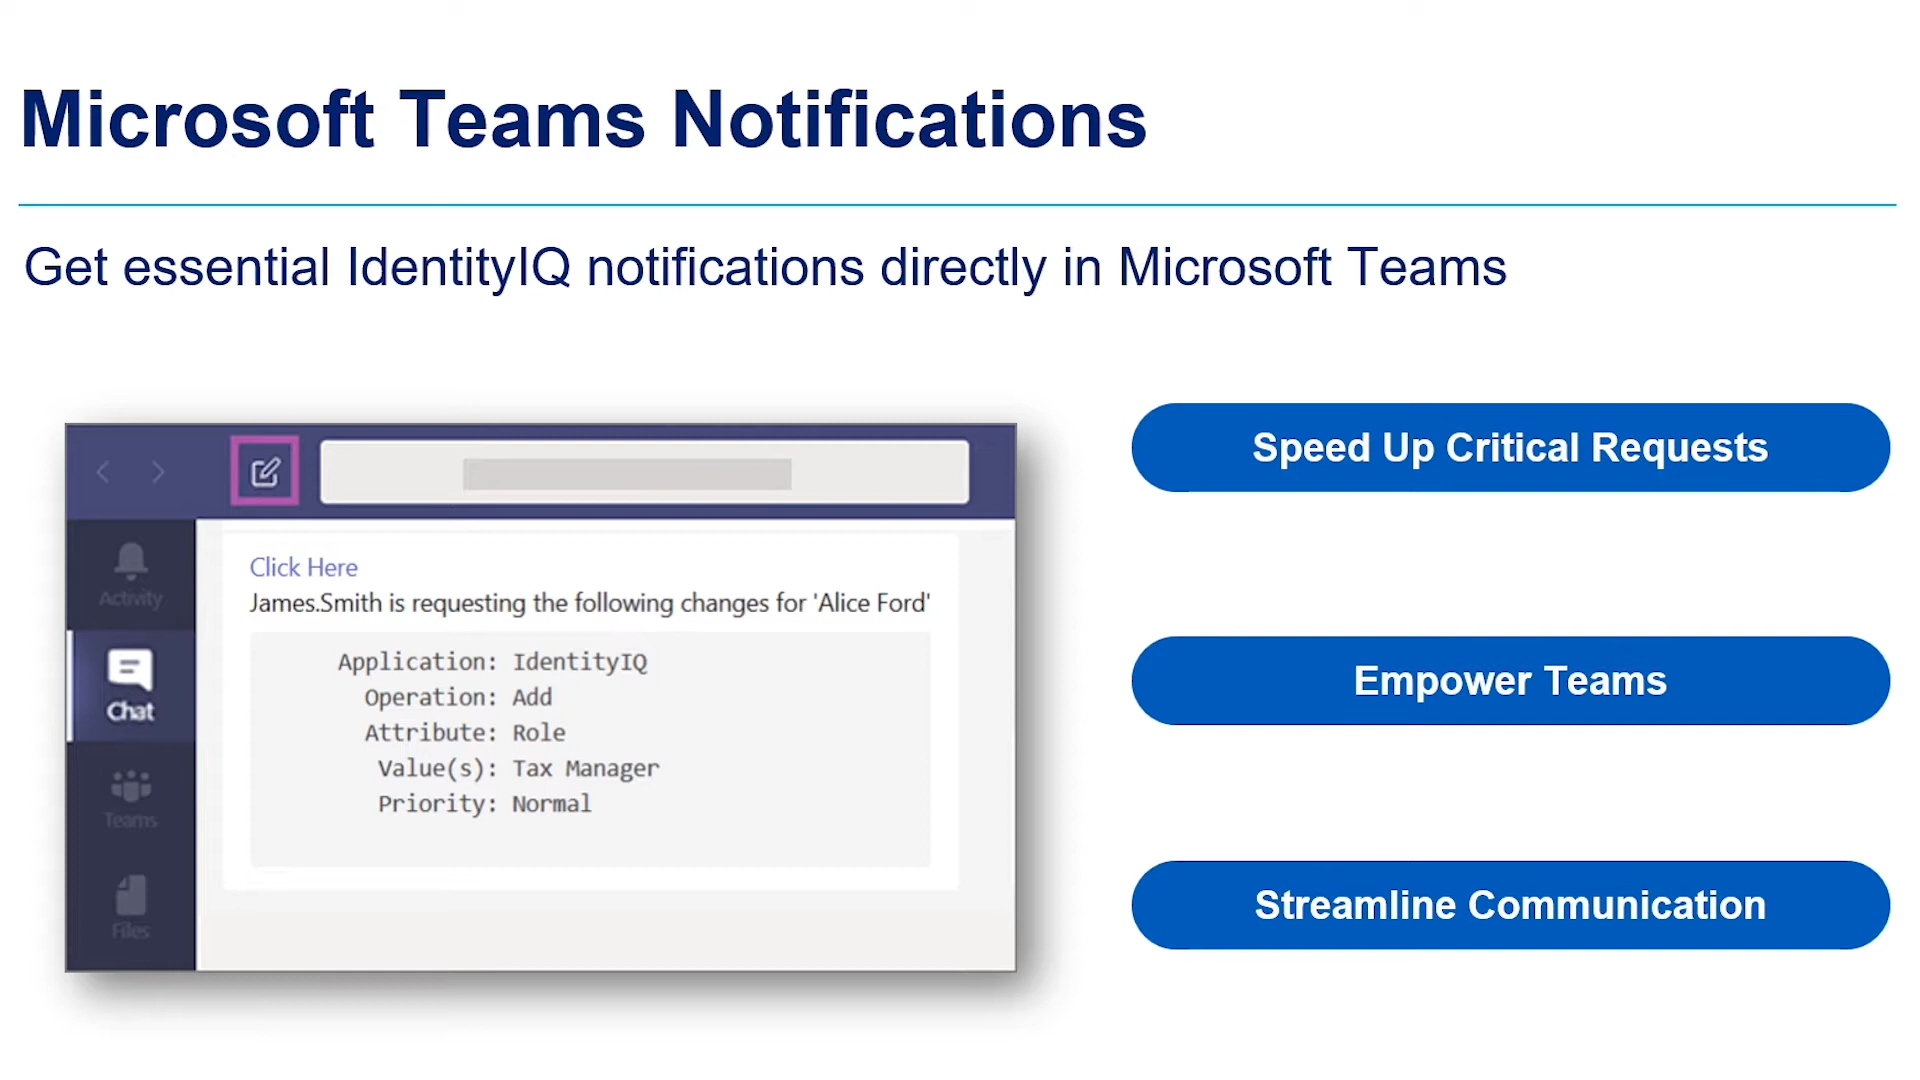 Microsoft Teams Notifications
Get essential IdentityIQ notifications directly in Microsoft Teams
Activity
Chat
Teams
Files
Click Here
James.Smith is requesting the following changes for 'Alice Ford'
Application: IdentityIQ
Operation: Add
Attribute: Role
Value(s): Tax Manager
Priority: Normal
Speed Up Critical Requests
Empower Teams
Streamline Communication